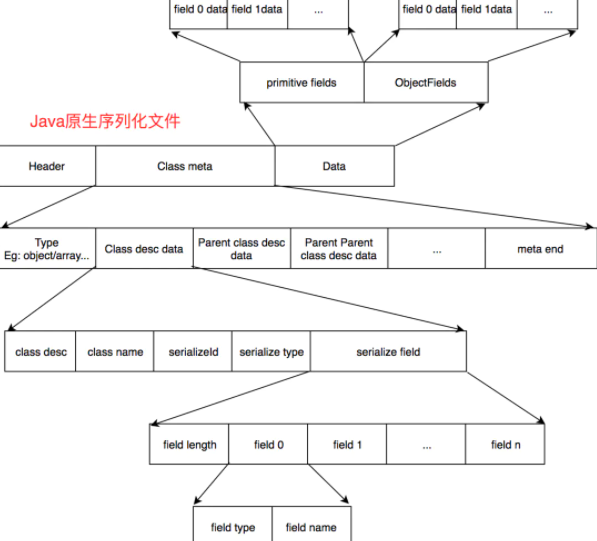 field 0 data field 1data ... field 0 data field 1data ...
primitive fields ObjectFields
Java原生序列化文件
Header Class meta Data
Type
Eg: object/array...
Class desc data
Parent class desc
data
Parent Parent
class desc data
...
meta end
class desc class name serializeId serialize type serialize field
field length field 0 field 1 ... field n
field type field name